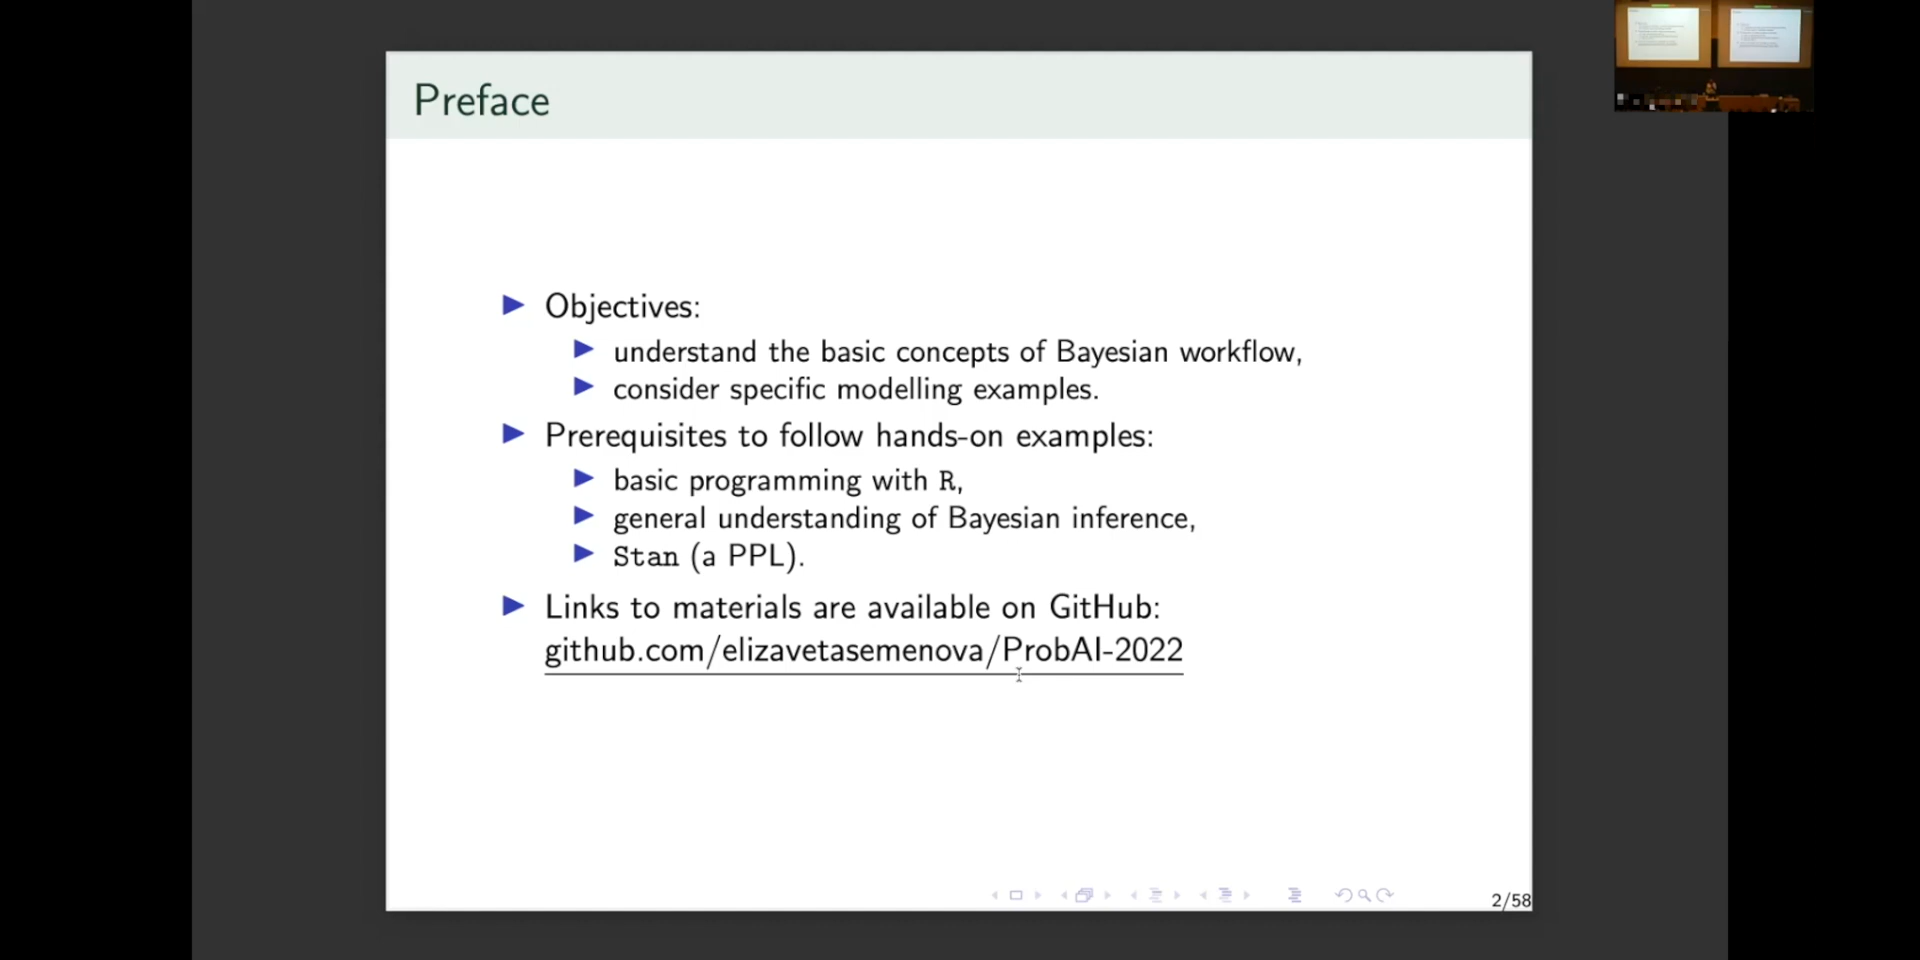 Preface
Objectives:
understand the basic concepts of Bayesian workflow,
consider specific modelling examples.
Prerequisites to follow hands-on examples:
basic programming with R,
general understanding of Bayesian inference,
Stan (a PPL).
Links to materials are available on GitHub:
github.com/elizavetasemenova/ProbAI-2022
2/58